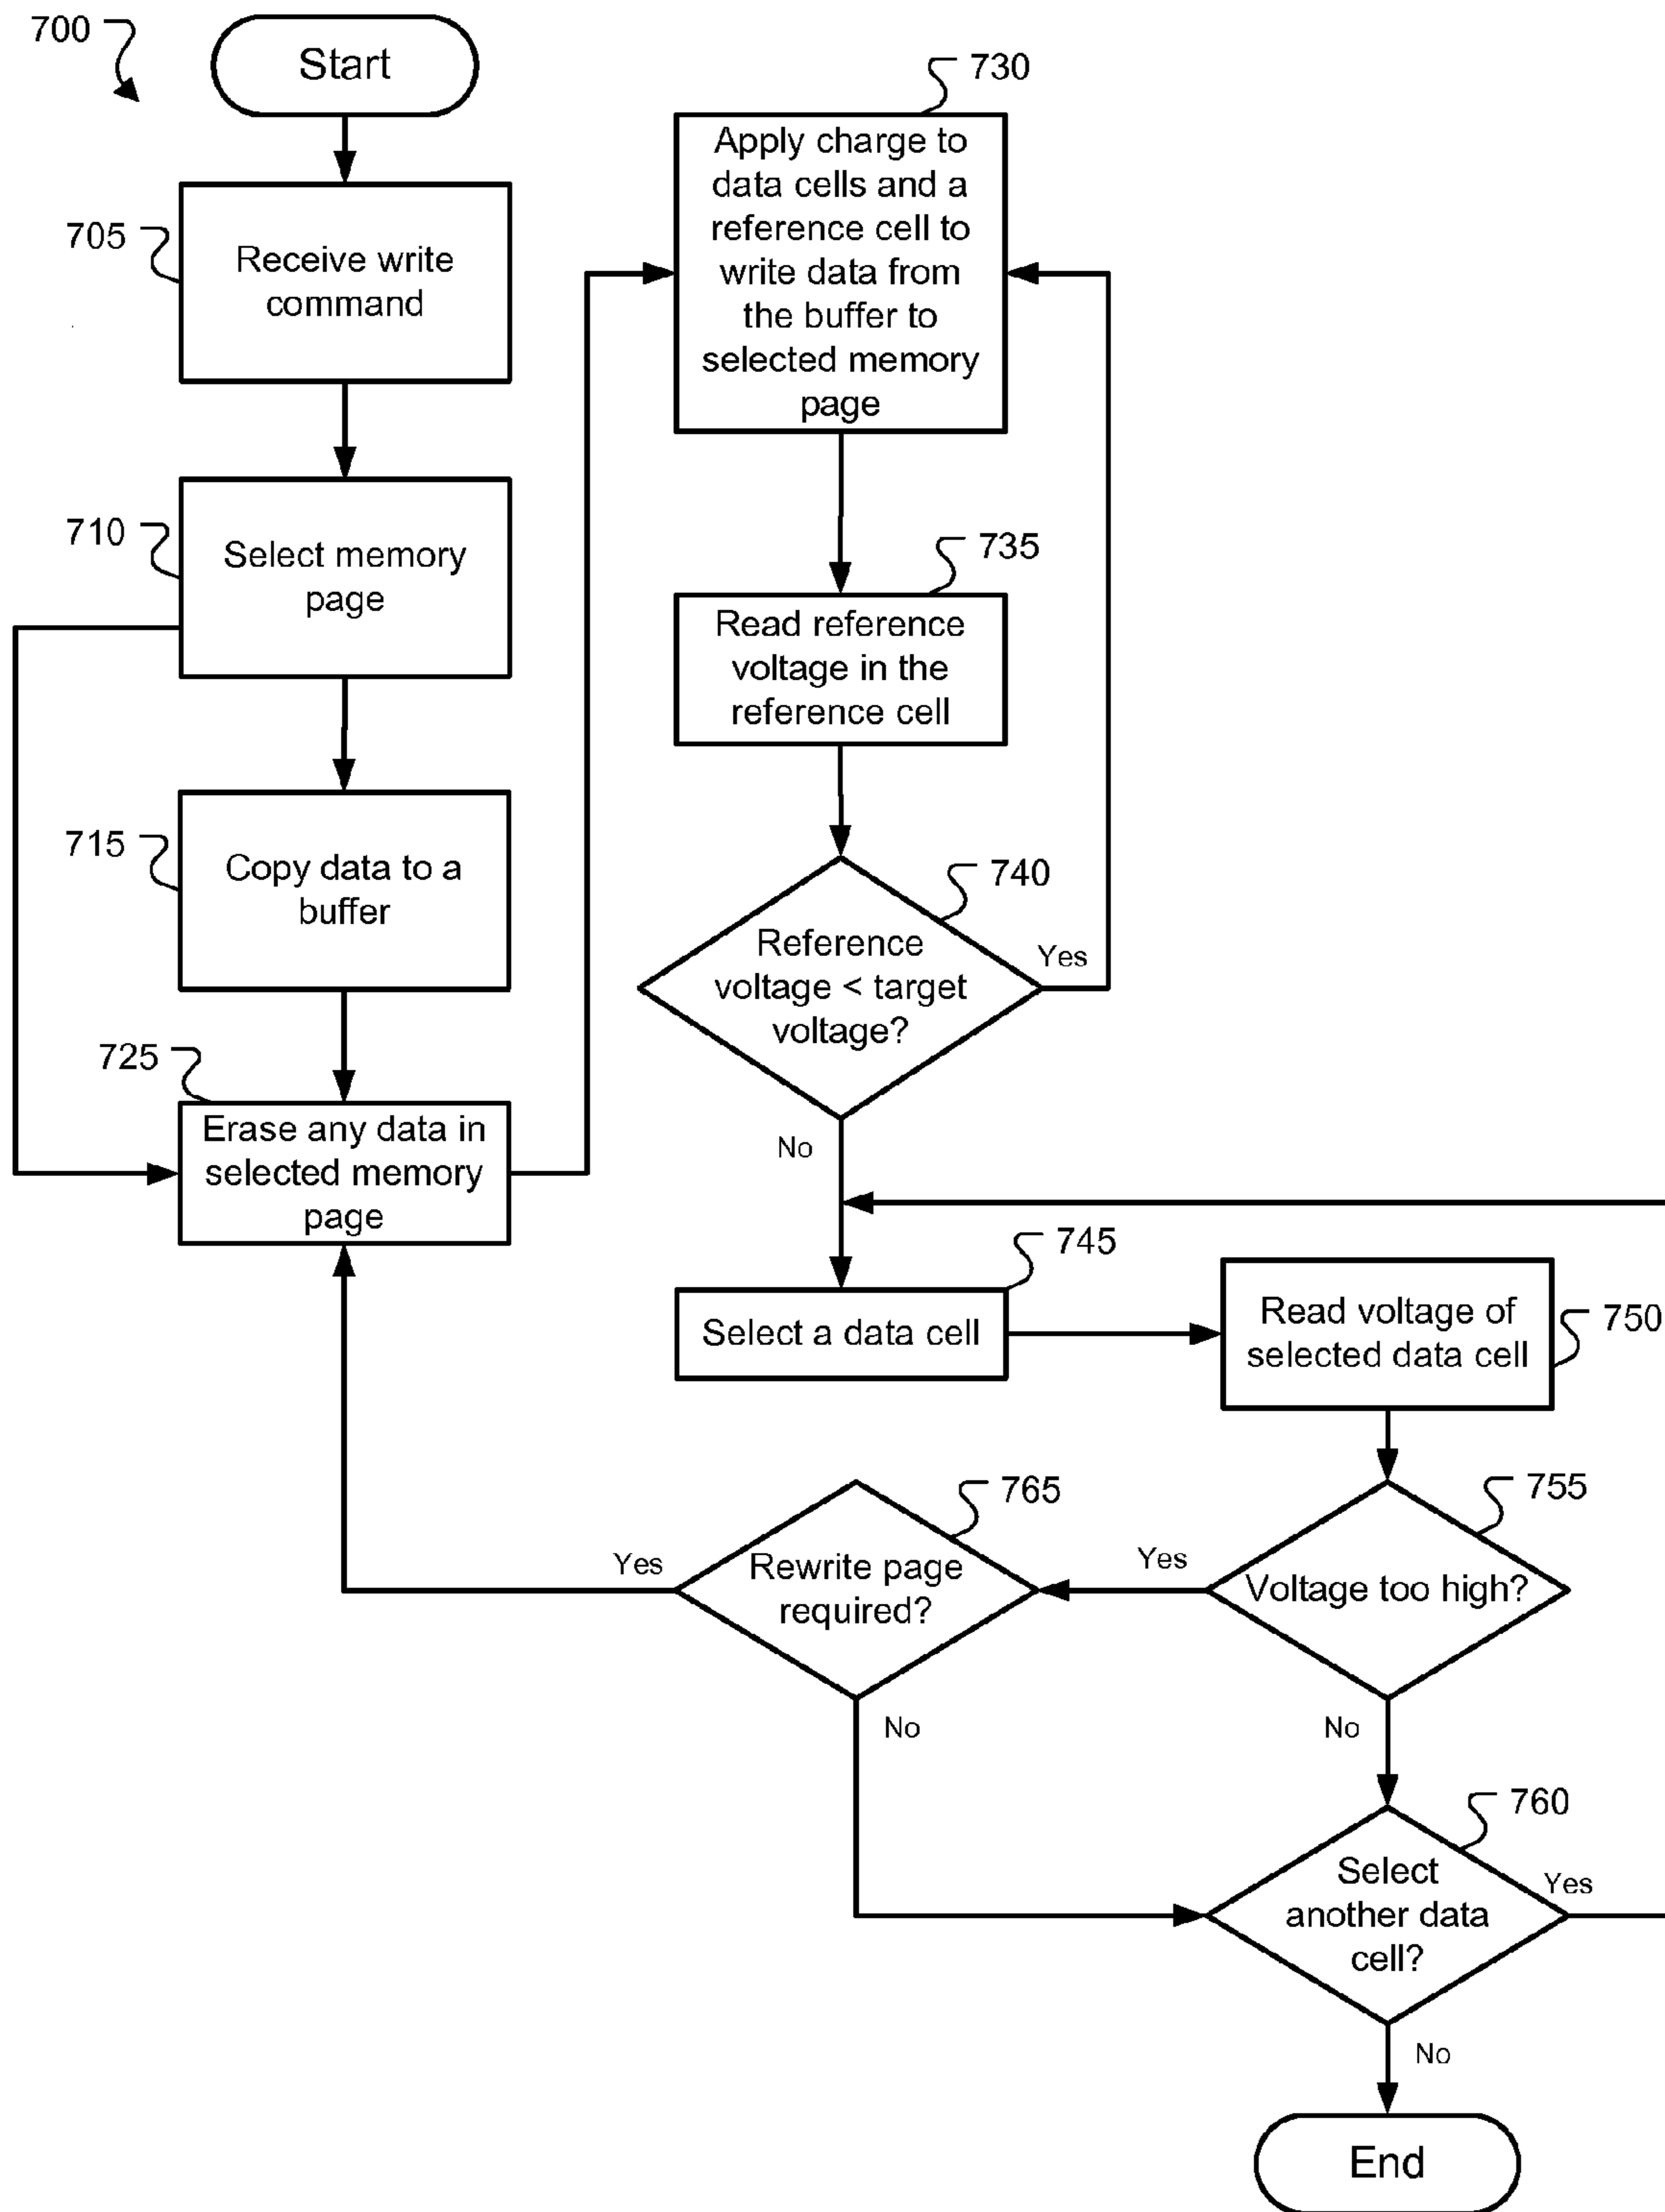 700
Start
705
Receive write
command
710
Select memory
page
715
Copy data to a
buffer
725
Erase any data in
selected memory
page
730
Apply charge to
data cells and a
reference cell to
write data from
the buffer to
selected memory
page
735
Read reference
voltage in the
reference cell
740
Reference
voltage < target
voltage?
Yes
No
745
Select a data cell
Read voltage of
selected data cell
750
755
Voltage too high?
Yes
No
765
Rewrite page
required?
Yes
No
760
Select
another data
cell?
Yes
No
End